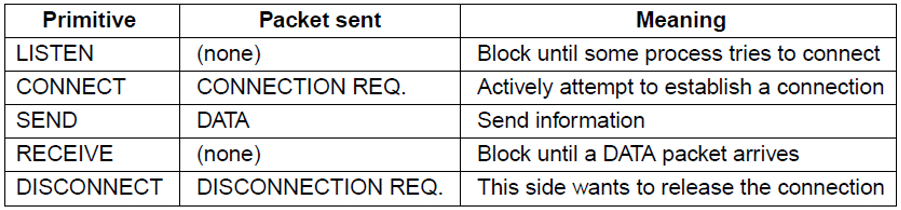 Primitive Packet sent Meaning
LISTEN (none) Block until some process tries to connect
CONNECT CONNECTION REQ. Actively attempt to establish a connection
SEND DATA Send information
RECEIVE (none) Block until a DATA packet arrives
DISCONNECT DISCONNECTION REQ. This side wants to release the connection